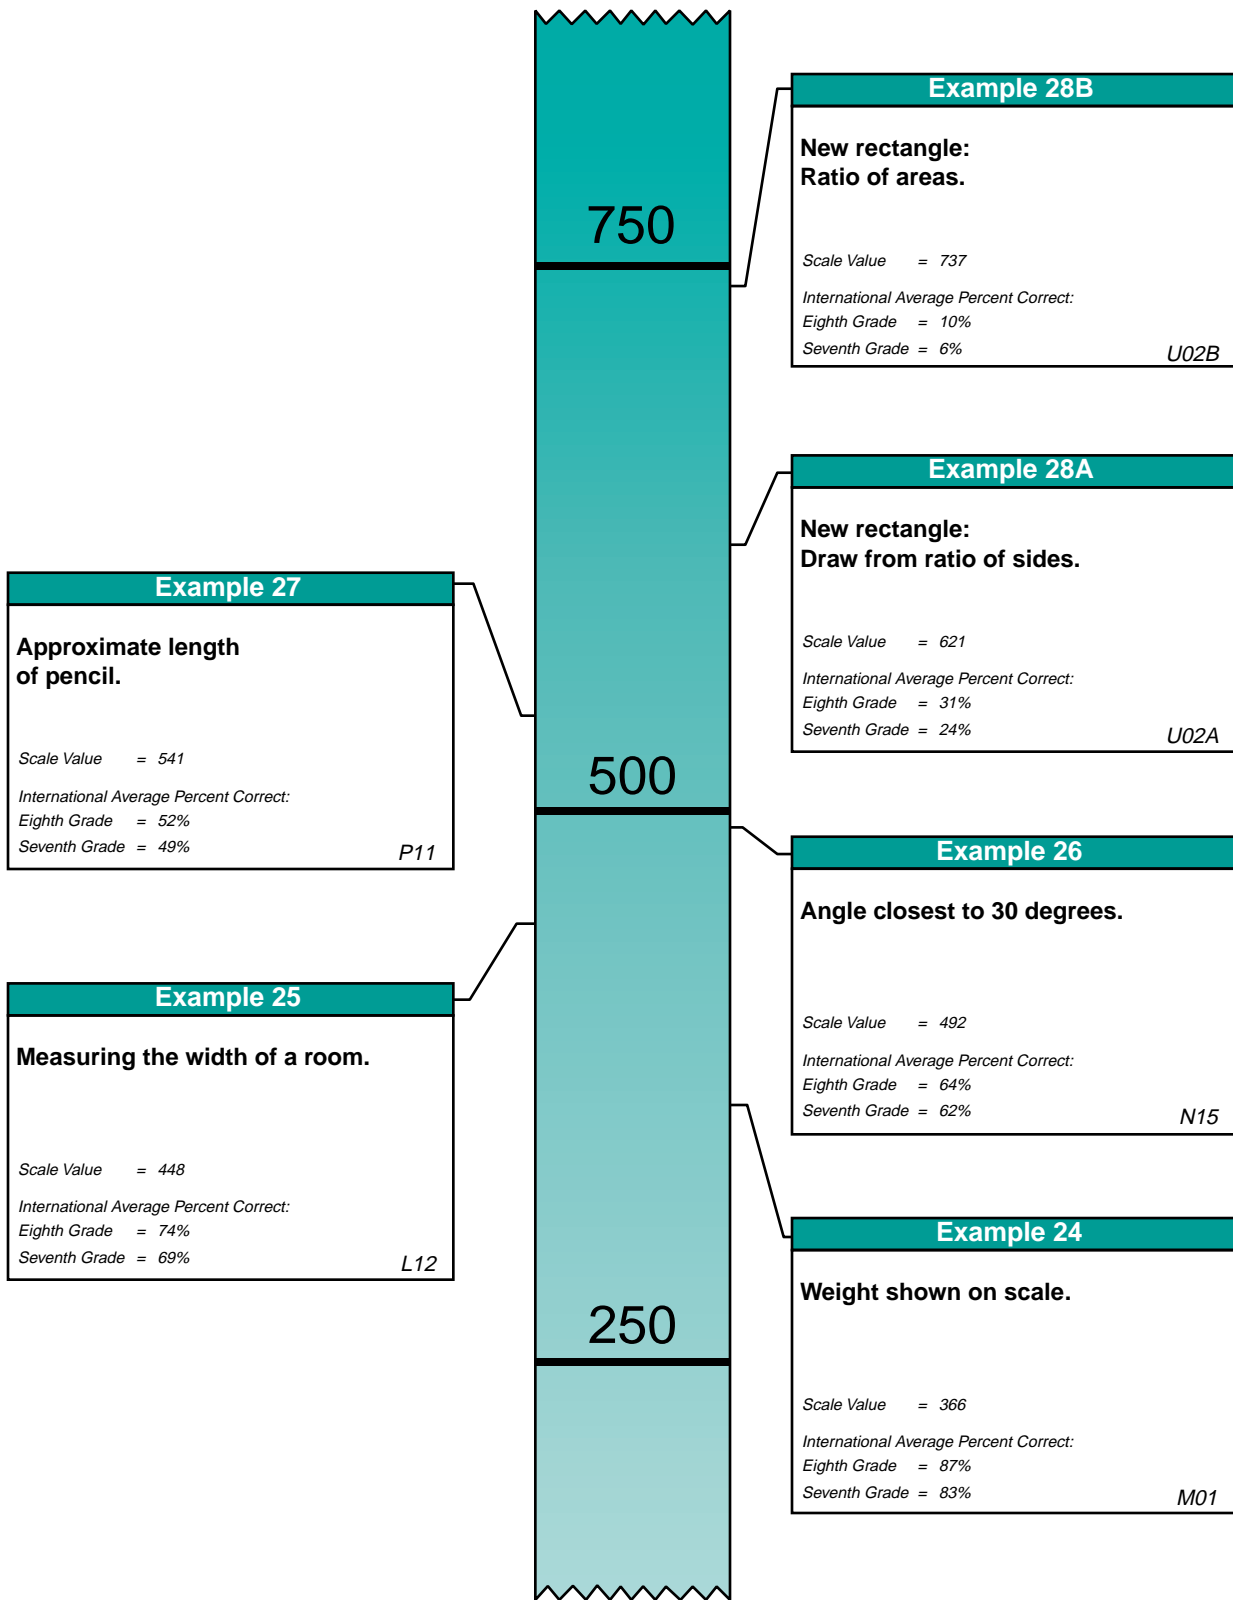 750
500
250
Example 28B
New rectangle:
Ratio of areas.
Scale Value = 737
International Average Percent Correct:
Eighth Grade = 10%
Seventh Grade = 6%
U02B
Example 28A
New rectangle:
Draw from ratio of sides.
Scale Value = 621
International Average Percent Correct:
Eighth Grade = 31%
Seventh Grade = 24%
U02A
Example 27
Approximate length
of pencil.
Scale Value = 541
International Average Percent Correct:
Eighth Grade = 52%
Seventh Grade = 49%
P11
Example 26
Angle closest to 30 degrees.
Scale Value = 492
International Average Percent Correct:
Eighth Grade = 64%
Seventh Grade = 62%
N15
Example 25
Measuring the width of a room.
Scale Value = 448
International Average Percent Correct:
Eighth Grade = 74%
Seventh Grade = 69%
L12
Example 24
Weight shown on scale.
Scale Value = 366
International Average Percent Correct:
Eighth Grade = 87%
Seventh Grade = 83%
M01